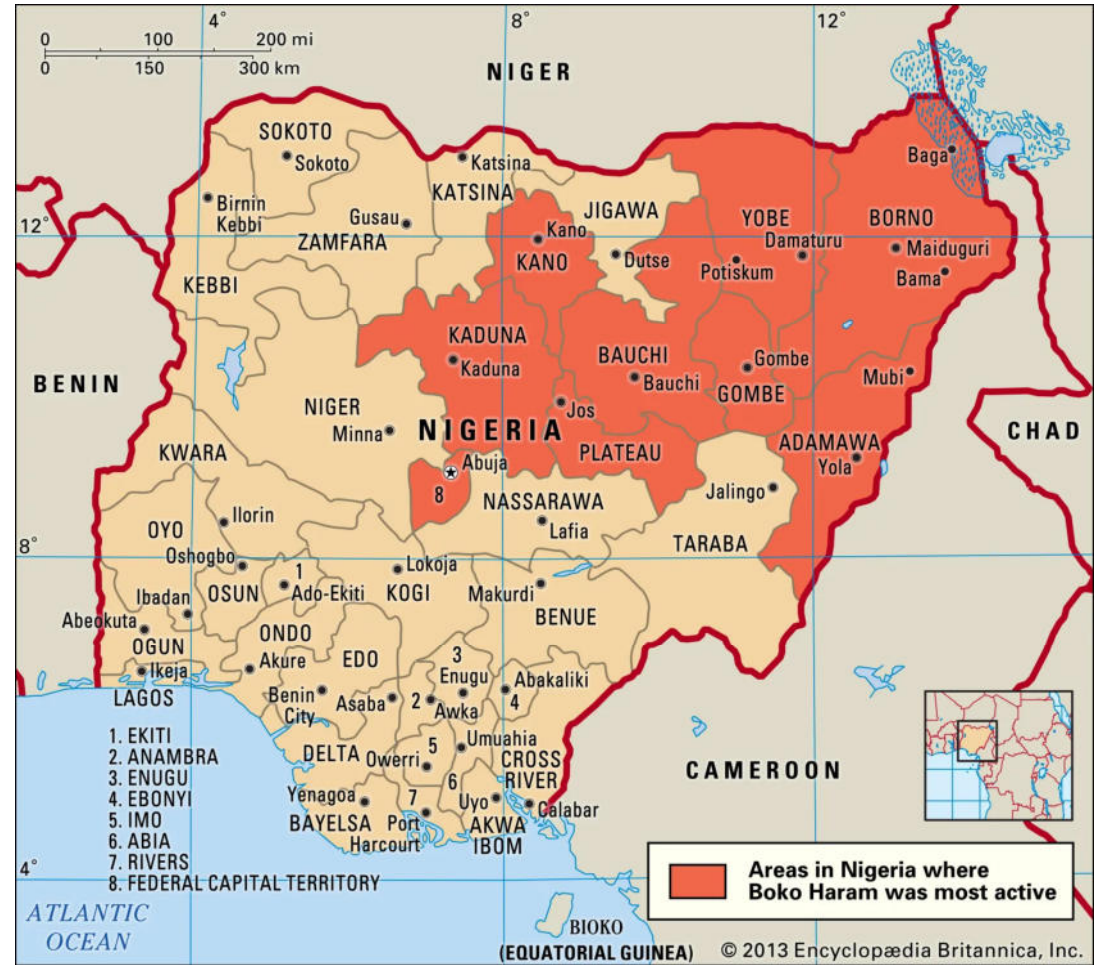 4°
8°
12°
0 100 200 mi
0 150 300 km
NIGER
SOKOTO
Sokoto
Katsina
KATSINA
Birnin
Kebbi
Gusau
ZAMFARA
KEBBI
JIGAWA
Dutse
Kano
KANO
YOBE
Damaturu
Potiskum
BORNO
Baga
Maiduguri
Bama
12°
KADUNA
Kaduna
BAUCHI
Bauchi
Gombe
GOMBE
Mubi
BENIN
NIGER
Minna
NIGERIA
Jos
PLATEAU
ADAMAWA
Yola
CHAD
KWARA
Abuja
8
NASSARAWA
Lafia
Jalingo
TARABA
OYO
Ilorin
8°
Oshogbo
OSUN
1
Ado-Ekiti
Lokoja
KOGI
Makurdi
BENUE
Ibadan
Abeokuta
OGUN
Ikeja
LAGOS
ONDO
Akure
EDO
Benin
City
Asaba
3
Enugu
2
Awka
Abakaliki
4
DELTA
Owerri
5
Umuahia
CROSS
RIVER
6
Yenagoa
BAYELSA
7
Port
Harcourt
Uyo
AKWA
IBOM
Calabar
CAMEROON
1. EKITI
2. ANAMBRA
3. ENUGU
4. EBONYI
5. IMO
6. ABIA
7. RIVERS
8. FEDERAL CAPITAL TERRITORY
4°
ATLANTIC
OCEAN
BIOKO
(EQUATORIAL GUINEA)
Areas in Nigeria where
Boko Haram was most active
© 2013 Encyclopædia Britannica, Inc.